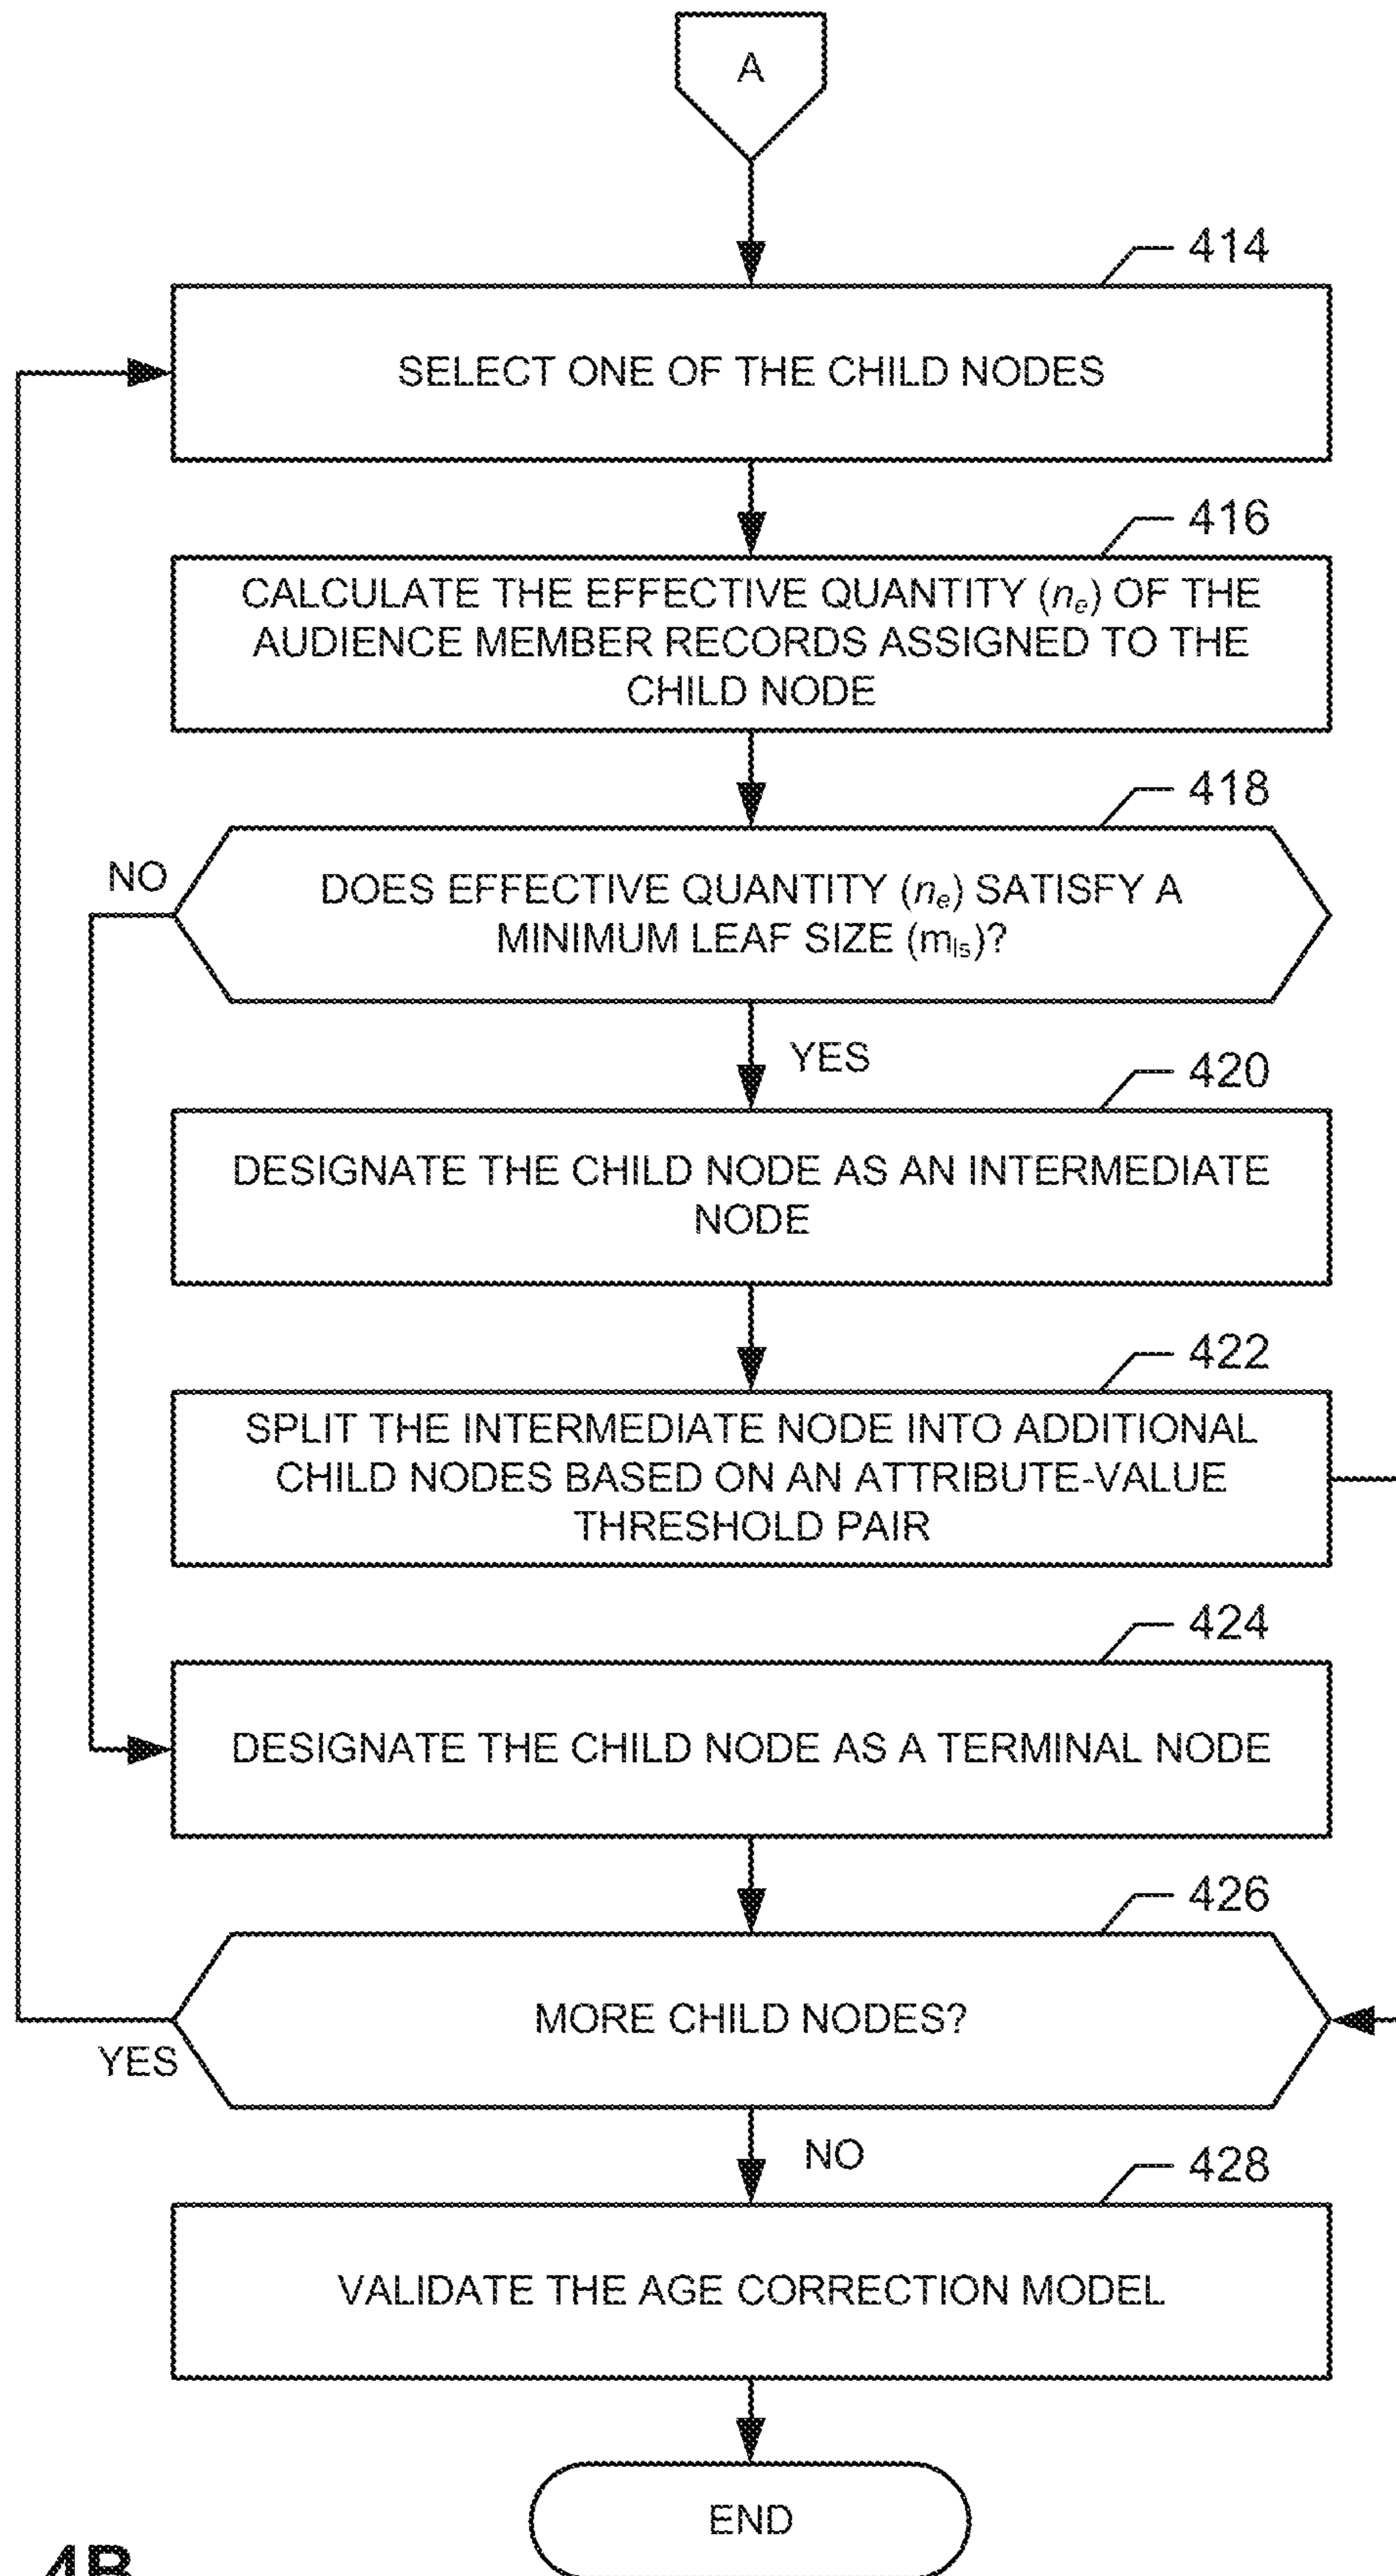 A
414
SELECT ONE OF THE CHILD NODES
416
CALCULATE THE EFFECTIVE QUANTITY (nₑ) OF THE
AUDIENCE MEMBER RECORDS ASSIGNED TO THE
CHILD NODE
418
NO
DOES EFFECTIVE QUANTITY (nₑ) SATISFY A
MINIMUM LEAF SIZE (mₗₛ)?
YES
420
DESIGNATE THE CHILD NODE AS AN INTERMEDIATE
NODE
422
SPLIT THE INTERMEDIATE NODE INTO ADDITIONAL
CHILD NODES BASED ON AN ATTRIBUTE-VALUE
THRESHOLD PAIR
424
DESIGNATE THE CHILD NODE AS A TERMINAL NODE
426
MORE CHILD NODES?
YES
NO
428
VALIDATE THE AGE CORRECTION MODEL
END
4B